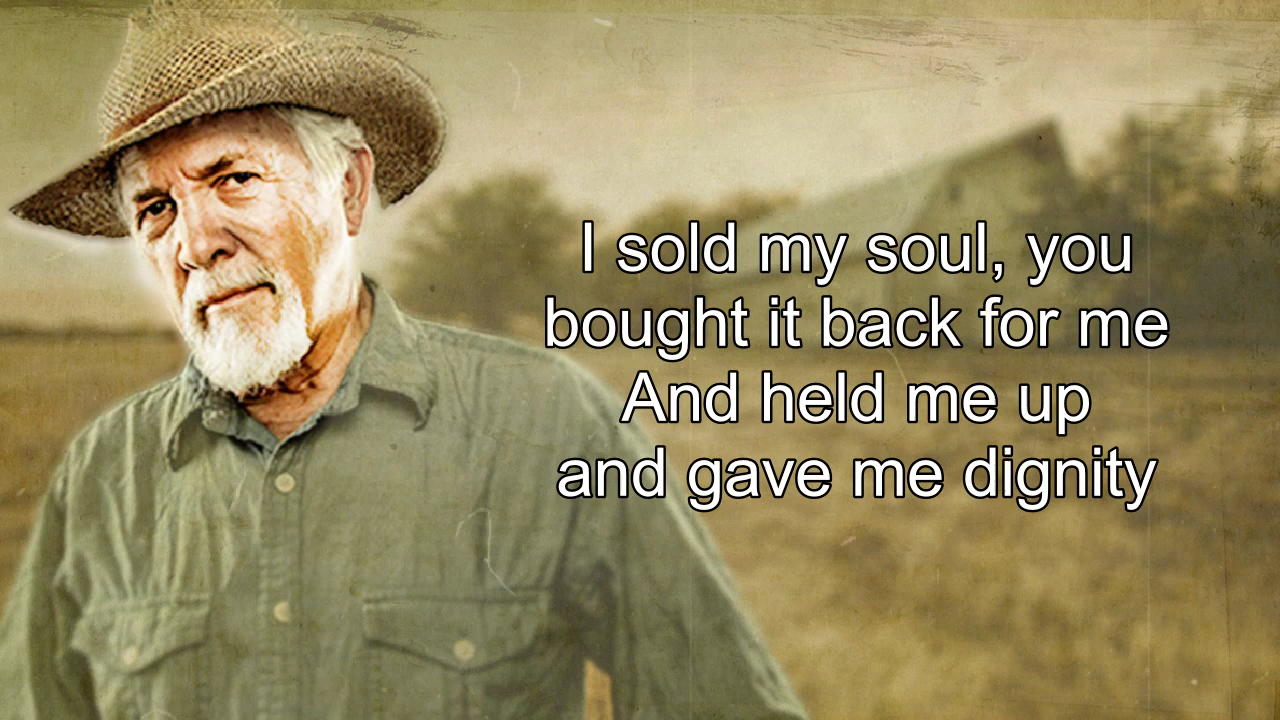 I sold my soul, you
bought it back for me
And held me up
and gave me dignity